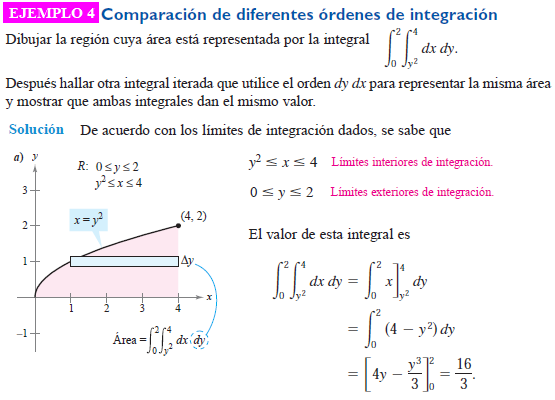 EJEMPLO 4 Comparación de diferentes órdenes de integración
Dibujar la región cuya área está representada por la integral ∫₀² ∫_{y²}⁴ dx dy.
Después hallar otra integral iterada que utilice el orden dy dx para representar la misma área
y mostrar que ambas integrales dan el mismo valor.
Solución De acuerdo con los límites de integración dados, se sabe que
a) y
R: 0≤y≤2
y²≤x≤4
3
x=y²
(4, 2)
2
1
Δy
x
1 2 3 4
−1
Área = ∫₀² ∫_{y²}⁴ dx dy
y² ≤ x ≤ 4 Límites interiores de integración.
0 ≤ y ≤ 2 Límites exteriores de integración.
El valor de esta integral es
∫₀² ∫_{y²}⁴ dx dy = ∫₀² x]_{y²}⁴ dy
= ∫₀² (4 − y²) dy
= [4y − y³/3]₀² = 16/3.